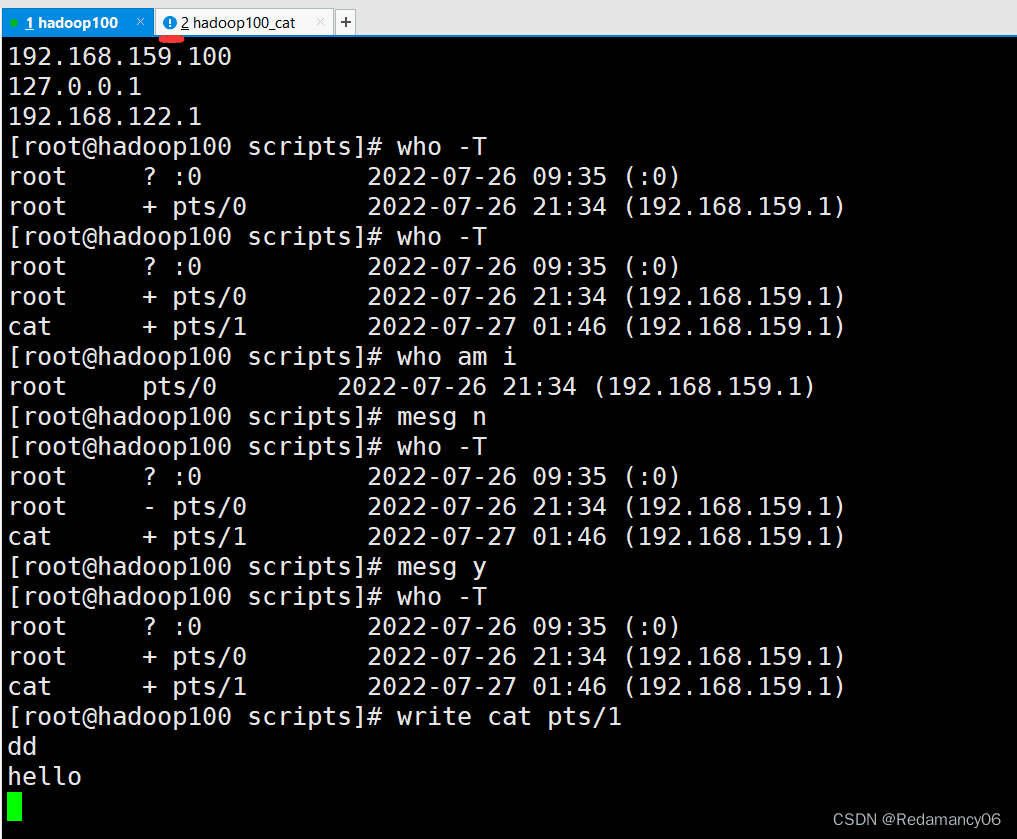 1 hadoop100 × 2 hadoop100_cat × +
192.168.159.100
127.0.0.1
192.168.122.1
[root@hadoop100 scripts]# who -T
root     ? :0           2022-07-26 09:35 (:0)
root     + pts/0        2022-07-26 21:34 (192.168.159.1)
[root@hadoop100 scripts]# who -T
root     ? :0           2022-07-26 09:35 (:0)
root     + pts/0        2022-07-26 21:34 (192.168.159.1)
cat      + pts/1        2022-07-27 01:46 (192.168.159.1)
[root@hadoop100 scripts]# who am i
root     pts/0        2022-07-26 21:34 (192.168.159.1)
[root@hadoop100 scripts]# mesg n
[root@hadoop100 scripts]# who -T
root     ? :0           2022-07-26 09:35 (:0)
root     - pts/0        2022-07-26 21:34 (192.168.159.1)
cat      + pts/1        2022-07-27 01:46 (192.168.159.1)
[root@hadoop100 scripts]# mesg y
[root@hadoop100 scripts]# who -T
root     ? :0           2022-07-26 09:35 (:0)
root     + pts/0        2022-07-26 21:34 (192.168.159.1)
cat      + pts/1        2022-07-27 01:46 (192.168.159.1)
[root@hadoop100 scripts]# write cat pts/1
dd
hello
CSDN @Redamancy06